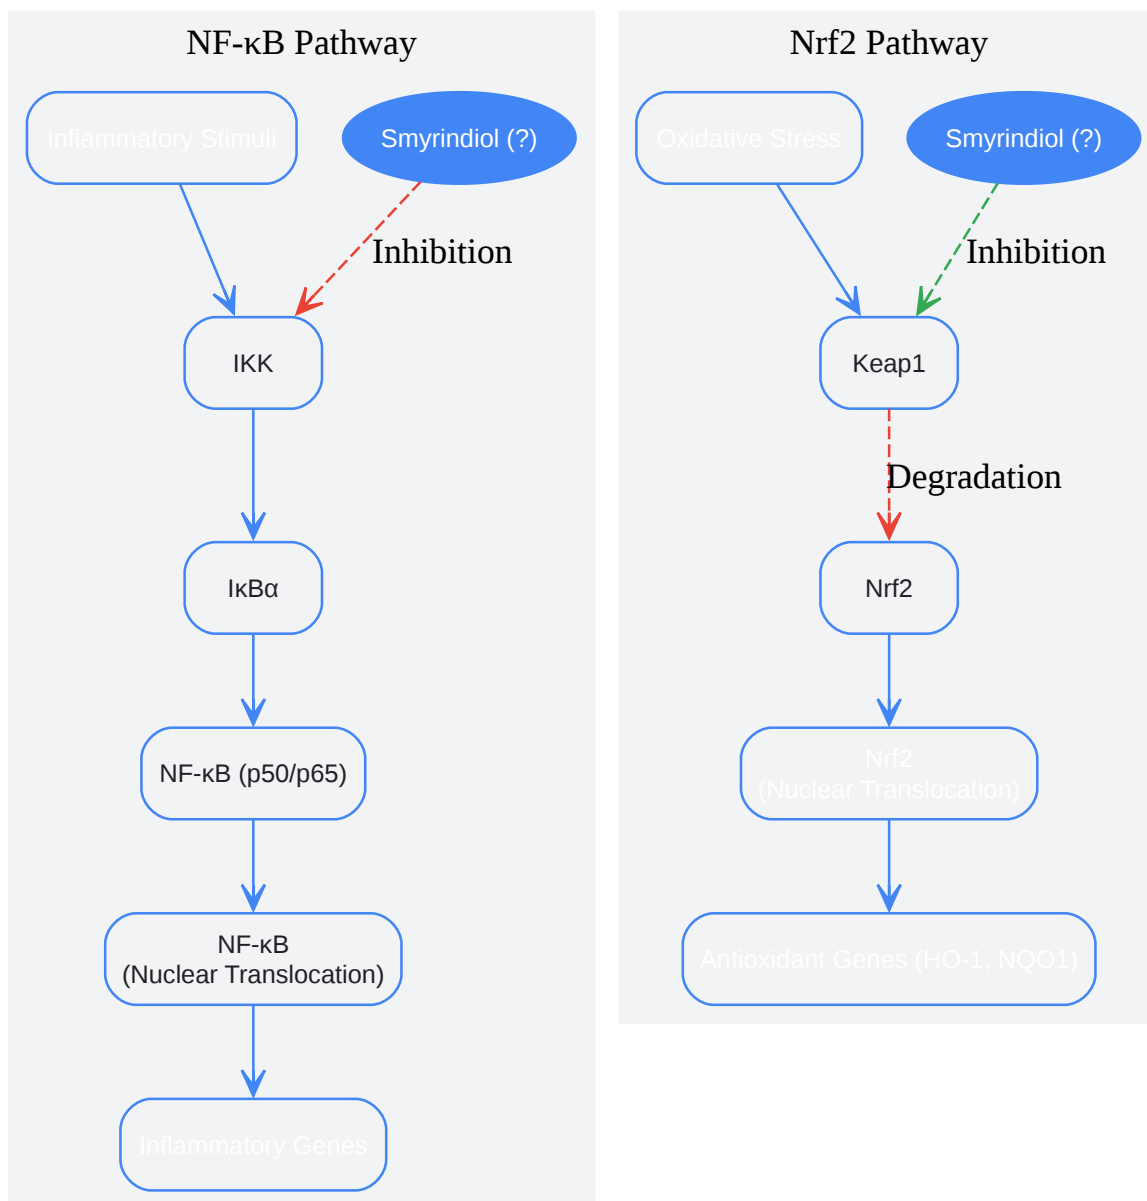 NF-κB Pathway
Inflammatory Stimuli
Smyrindiol (?)
Inhibition
IKK
IκBα
NF-κB (p50/p65)
NF-κB
(Nuclear Translocation)
Inflammatory Genes
Nrf2 Pathway
Oxidative Stress
Smyrindiol (?)
Inhibition
Keap1
Degradation
Nrf2
Nrf2
(Nuclear Translocation)
Antioxidant Genes (HO-1, NQO1)